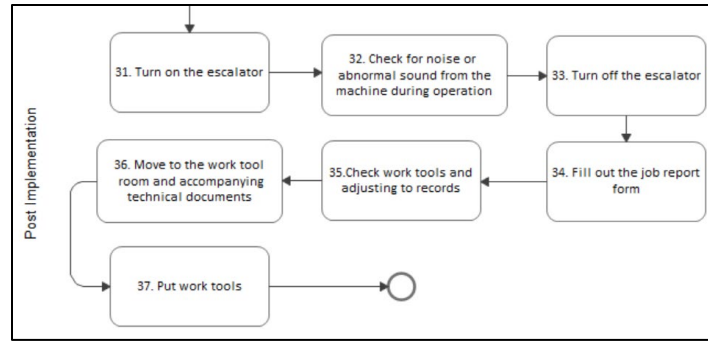 Post Implementation
31. Turn on the escalator
32. Check for noise or
abnormal sound from the
machine during operation
33. Turn off the escalator
34. Fill out the job report
form
35.Check work tools and
adjusting to records
36. Move to the work tool
room and accompanying
technical documents
37. Put work tools